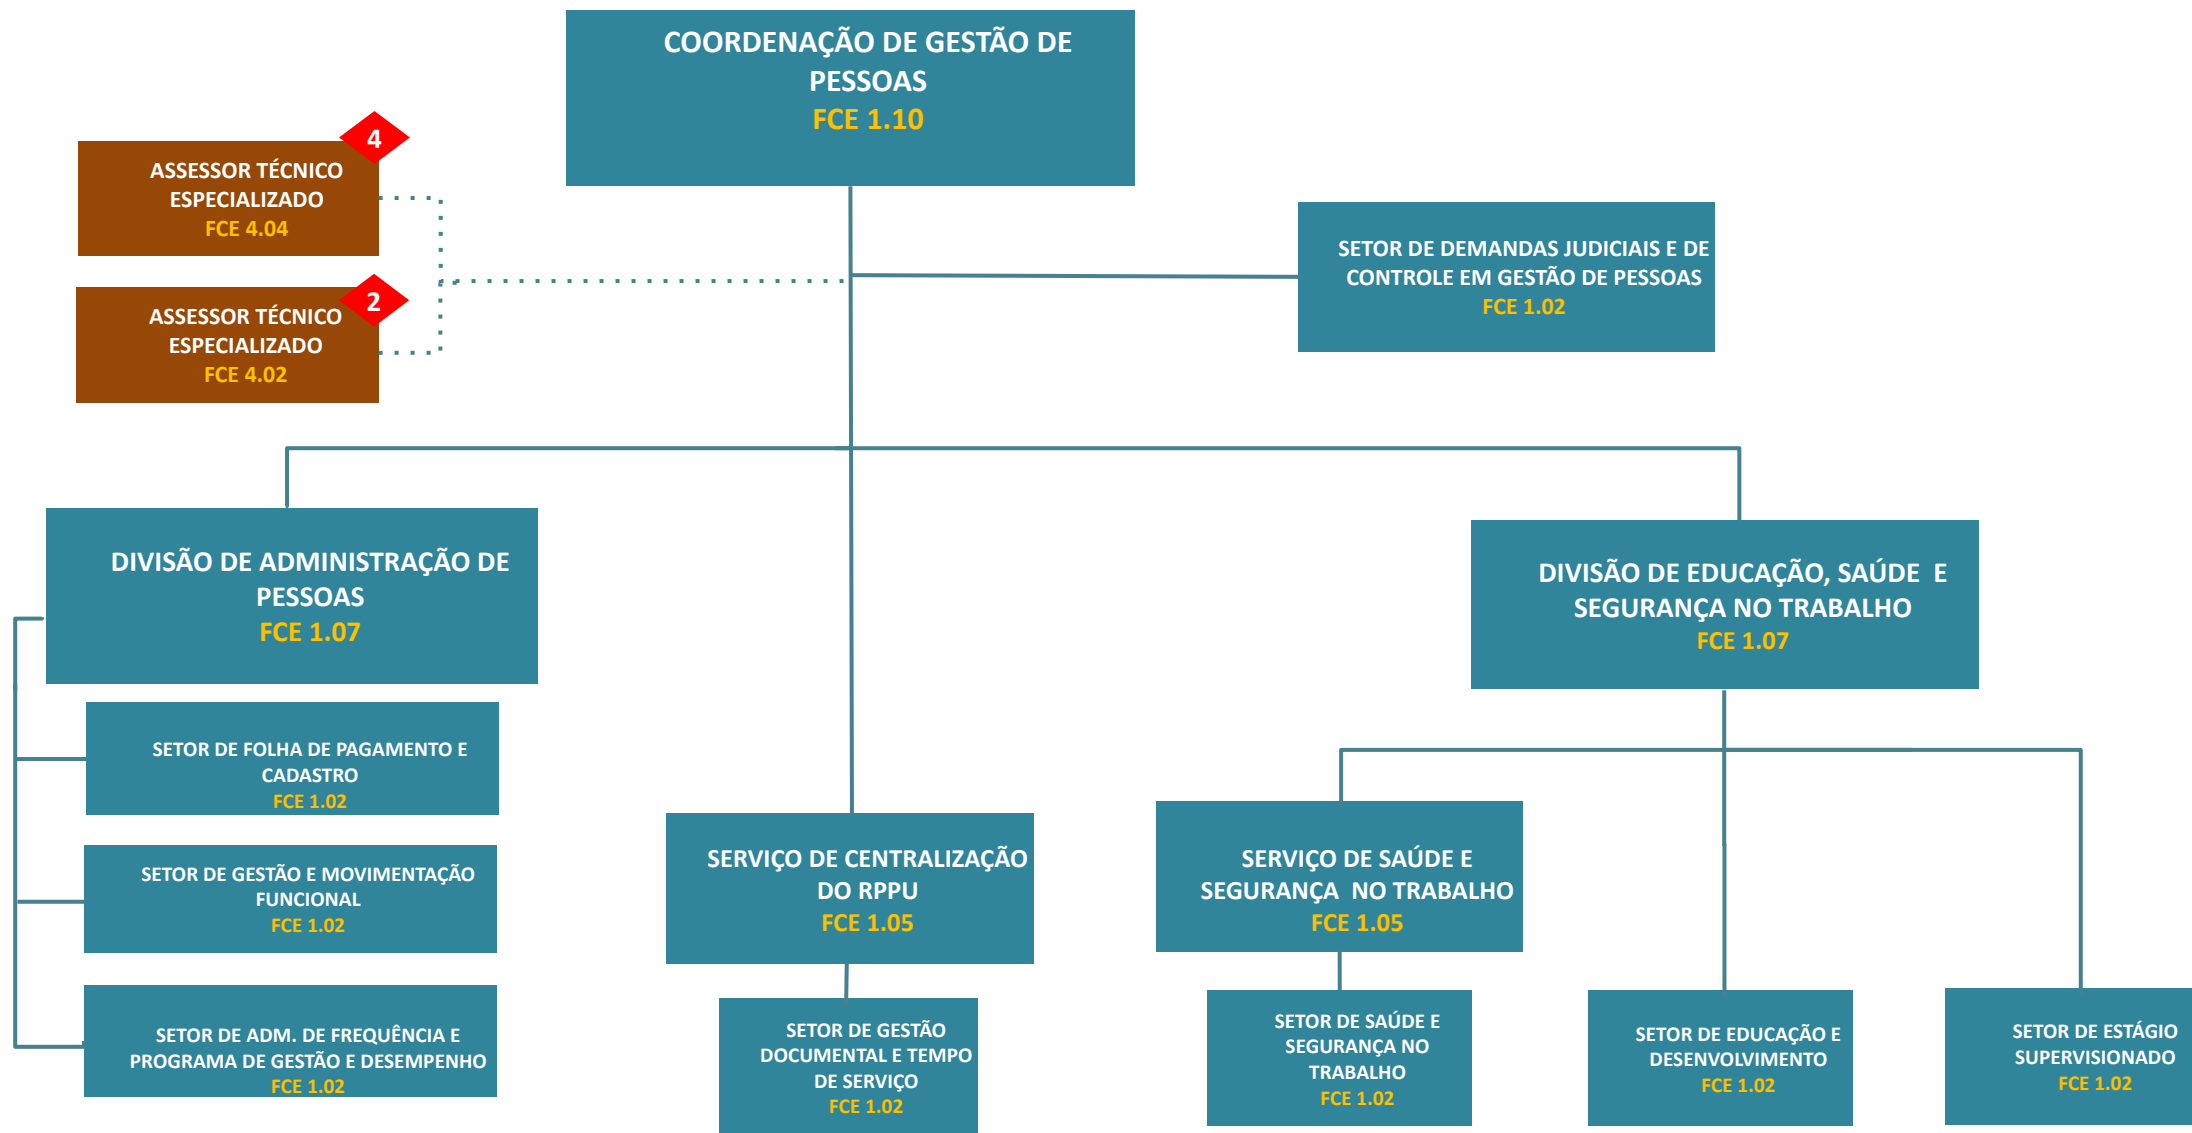 COORDENAÇÃO DE GESTÃO DE
PESSOAS
FCE 1.10
4
ASSESSOR TÉCNICO
ESPECIALIZADO
FCE 4.04
2
ASSESSOR TÉCNICO
ESPECIALIZADO
FCE 4.02
SETOR DE DEMANDAS JUDICIAIS E DE
CONTROLE EM GESTÃO DE PESSOAS
FCE 1.02
DIVISÃO DE ADMINISTRAÇÃO DE
PESSOAS
FCE 1.07
DIVISÃO DE EDUCAÇÃO, SAÚDE E
SEGURANÇA NO TRABALHO
FCE 1.07
SETOR DE FOLHA DE PAGAMENTO E
CADASTRO
FCE 1.02
SETOR DE GESTÃO E MOVIMENTAÇÃO
FUNCIONAL
FCE 1.02
SETOR DE ADM. DE FREQUÊNCIA E
PROGRAMA DE GESTÃO E DESEMPENHO
FCE 1.02
SERVIÇO DE CENTRALIZAÇÃO
DO RPPU
FCE 1.05
SETOR DE GESTÃO
DOCUMENTAL E TEMPO
DE SERVIÇO
FCE 1.02
SERVIÇO DE SAÚDE E
SEGURANÇA NO TRABALHO
FCE 1.05
SETOR DE SAÚDE E
SEGURANÇA NO
TRABALHO
FCE 1.02
SETOR DE EDUCAÇÃO E
DESENVOLVIMENTO
FCE 1.02
SETOR DE ESTÁGIO
SUPERVISIONADO
FCE 1.02